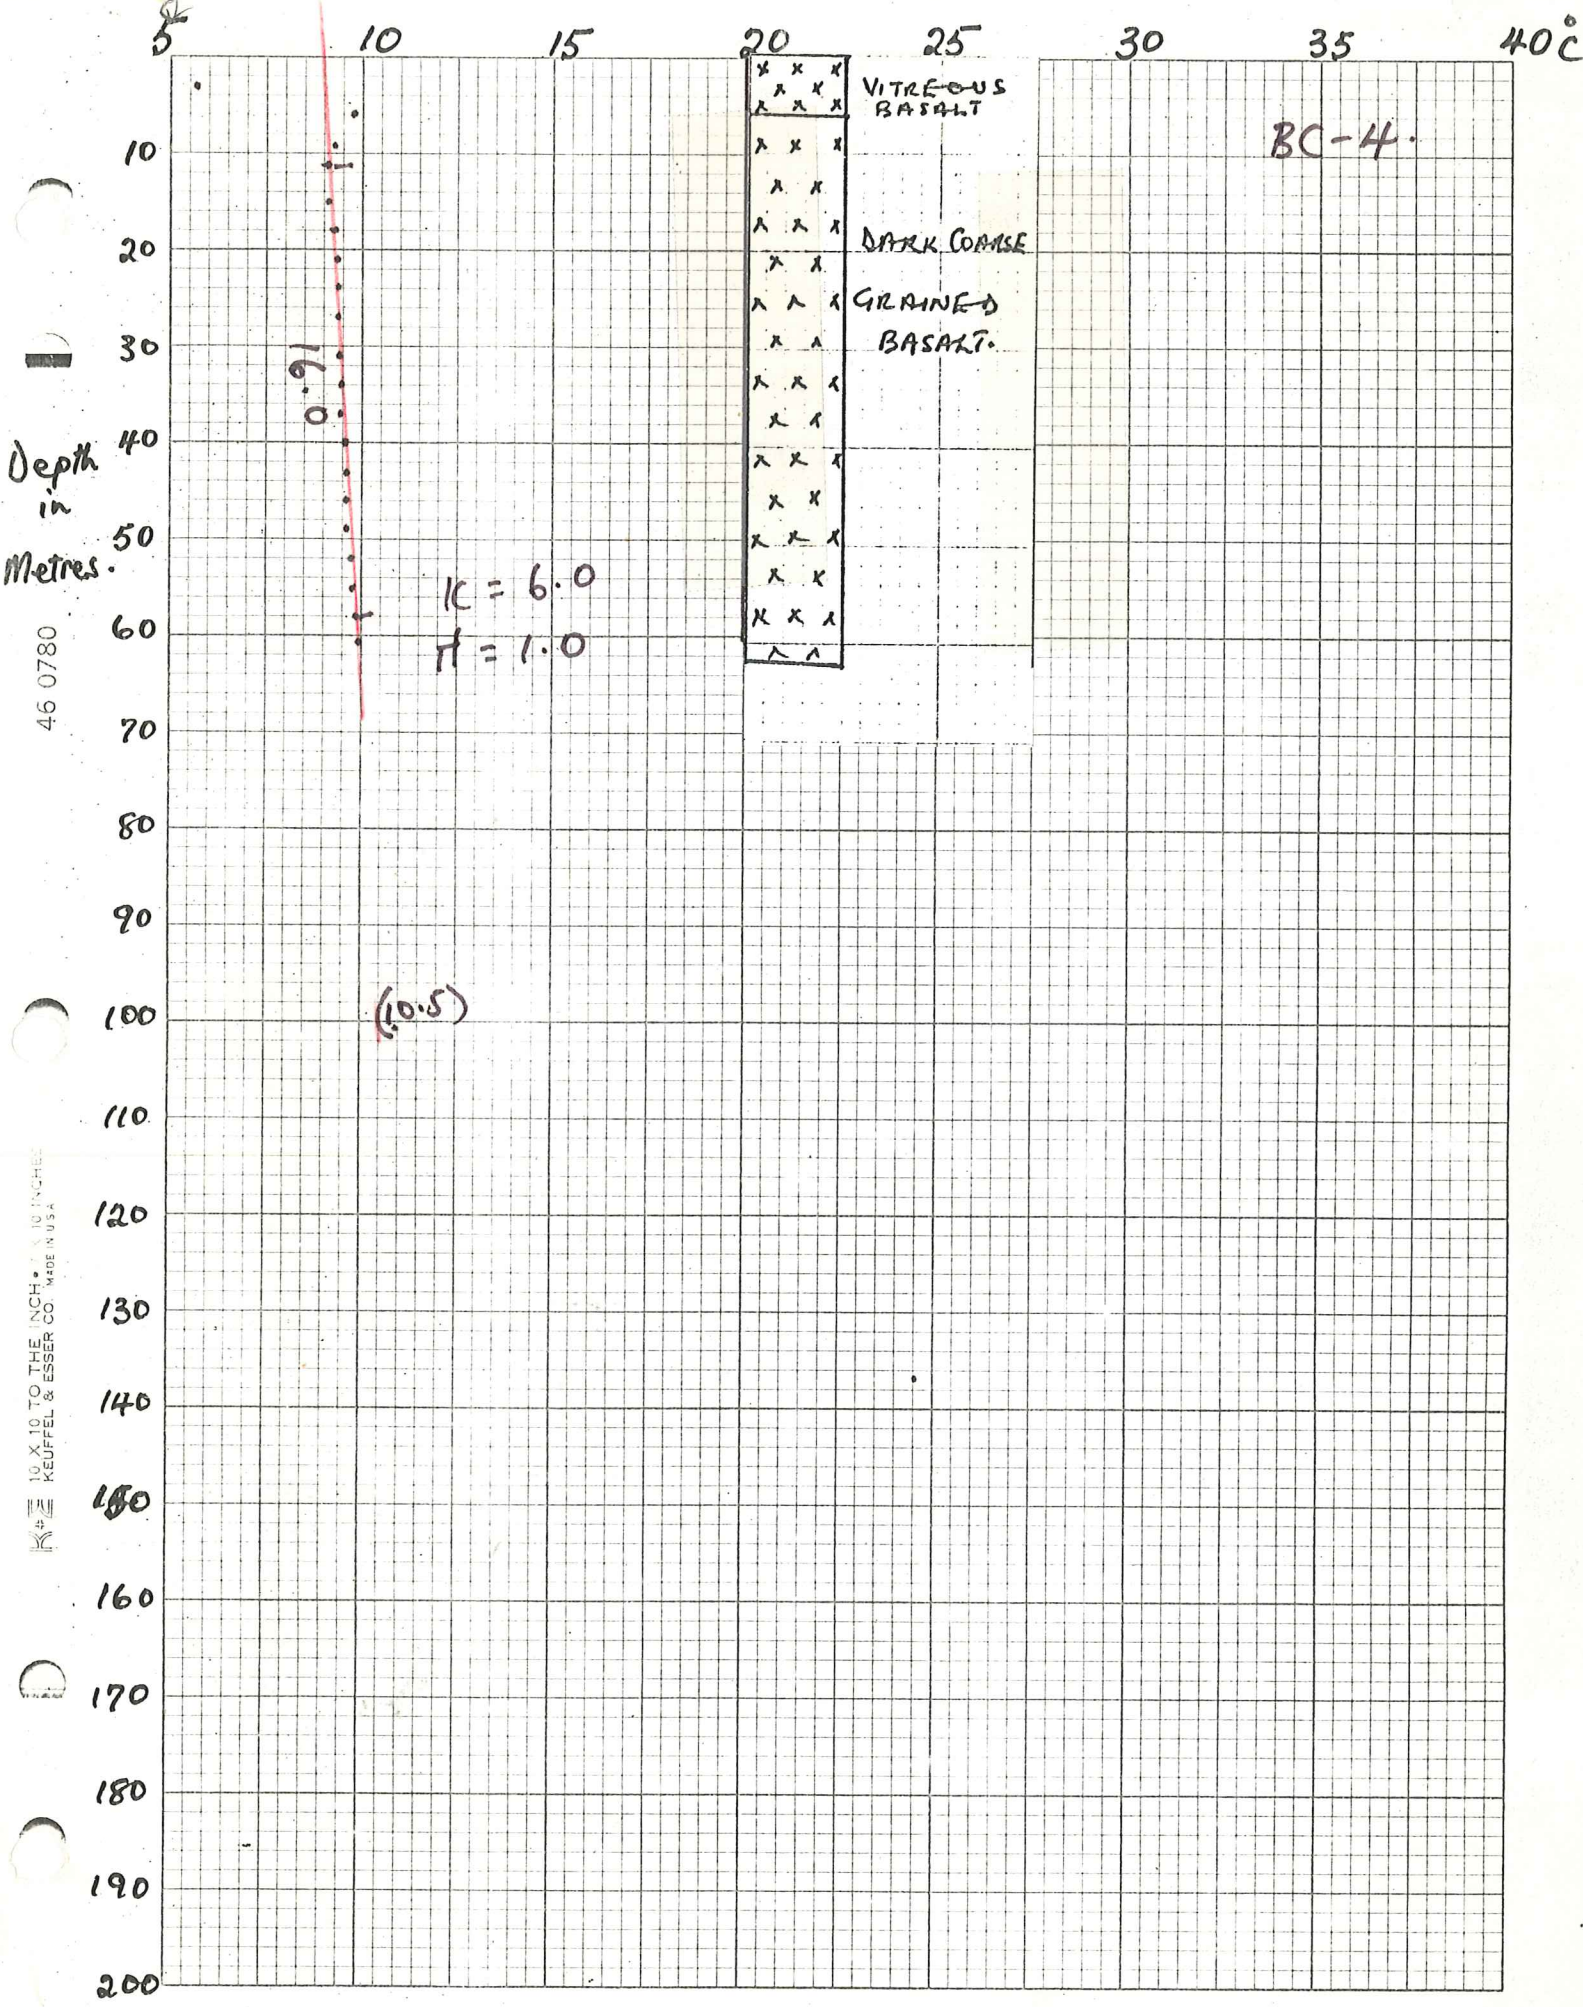 5 10 15 20 25 30 35 40°C
VITREOUS
BASALT
BC-4.
10
DARK COARSE
20
GRAINED
BASALT.
30
0.91
40
Depth
in
Metres.
50
K = 6.0
60
H = 1.0
70
80
90
100
(10.5)
110
120
130
140
150
160
170
180
190
200
46 0780
10 X 10 TO THE INCH • 10 INCHES
KEUFFEL & ESSER CO. MADE IN USA
K+E